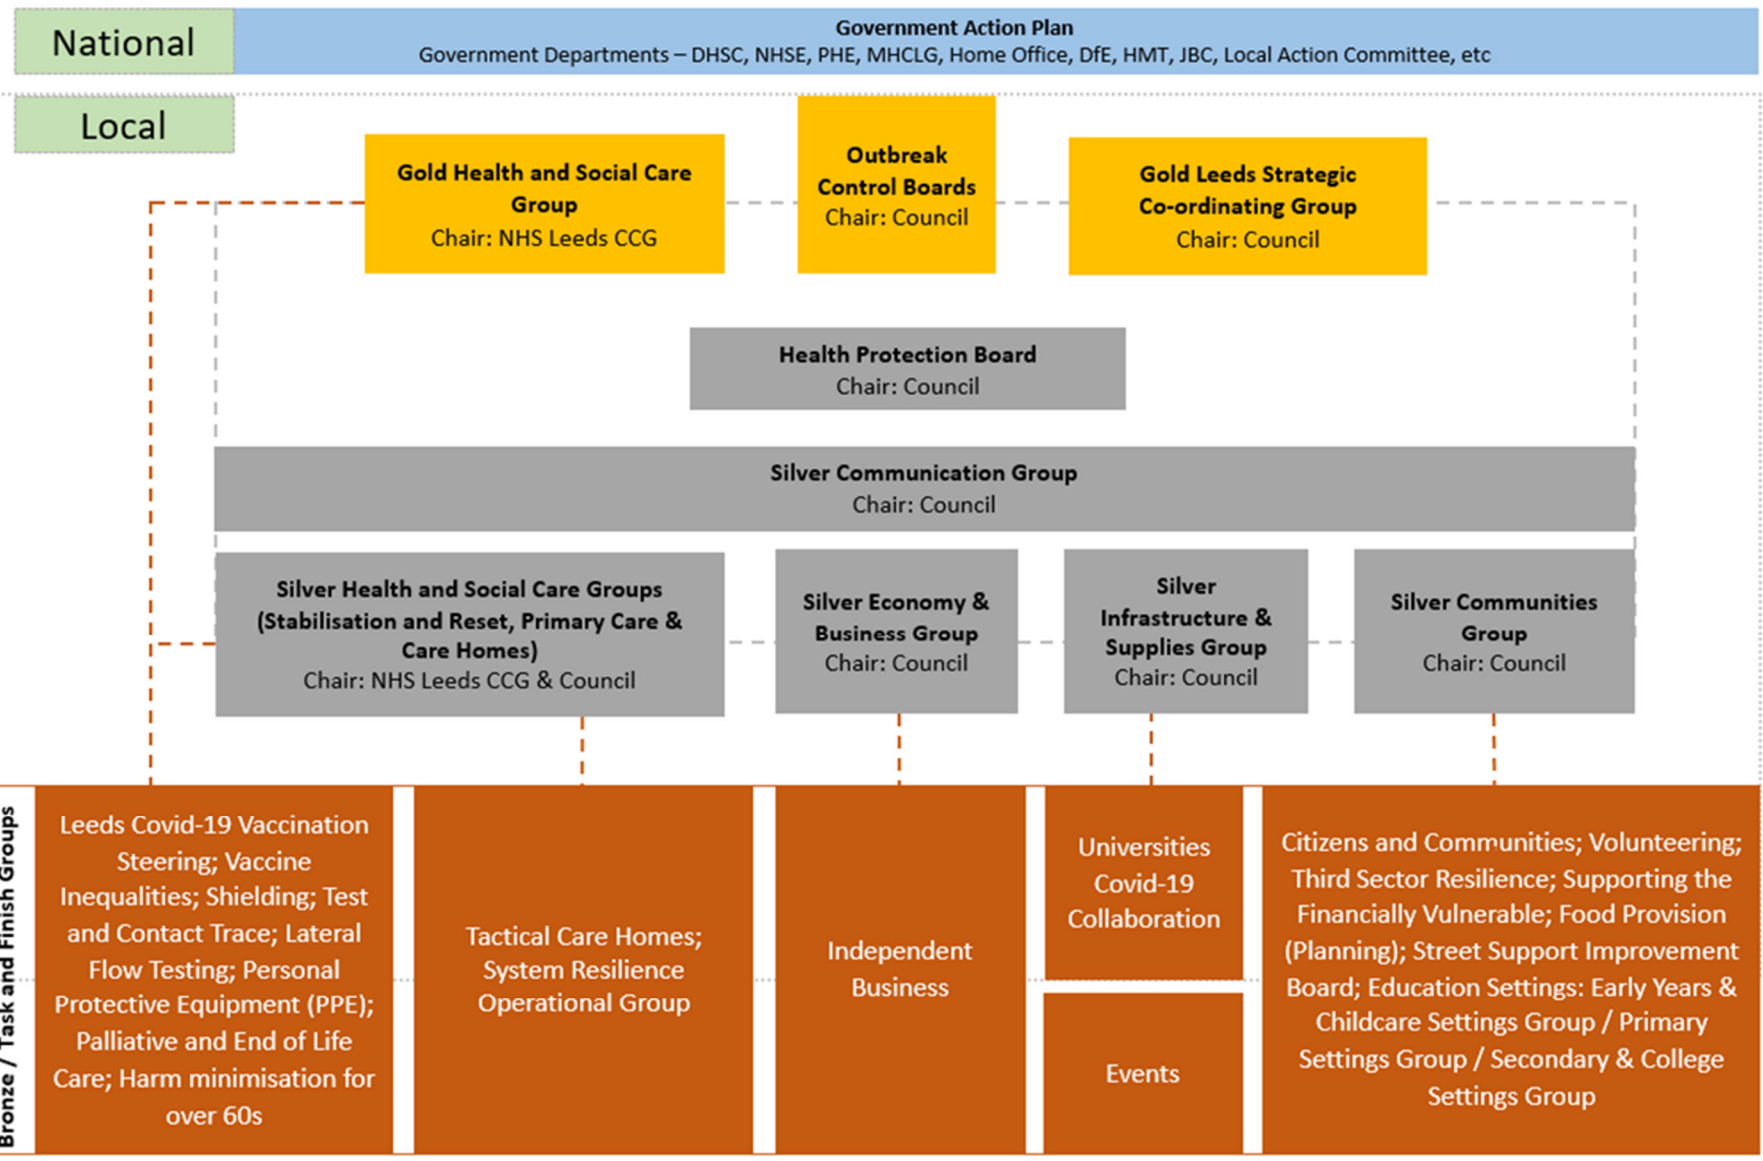 National
Government Action Plan
Government Departments – DHSC, NHSE, PHE, MHCLG, Home Office, DfE, HMT, JBC, Local Action Committee, etc
Local
Gold Health and Social Care
Group
Chair: NHS Leeds CCG
Outbreak
Control Boards
Chair: Council
Gold Leeds Strategic
Co-ordinating Group
Chair: Council
Health Protection Board
Chair: Council
Silver Communication Group
Chair: Council
Silver Health and Social Care Groups
(Stabilisation and Reset, Primary Care &
Care Homes)
Chair: NHS Leeds CCG & Council
Silver Economy &
Business Group
Chair: Council
Silver
Infrastructure &
Supplies Group
Chair: Council
Silver Communities
Group
Chair: Council
Bronze / Task and Finish Groups
Leeds Covid-19 Vaccination
Steering; Vaccine
Inequalities; Shielding; Test
and Contact Trace; Lateral
Flow Testing; Personal
Protective Equipment (PPE);
Palliative and End of Life
Care; Harm minimisation for
over 60s
Tactical Care Homes;
System Resilience
Operational Group
Independent
Business
Universities
Covid-19
Collaboration
Events
Citizens and Communities; Volunteering;
Third Sector Resilience; Supporting the
Financially Vulnerable; Food Provision
(Planning); Street Support Improvement
Board; Education Settings: Early Years &
Childcare Settings Group / Primary
Settings Group / Secondary & College
Settings Group